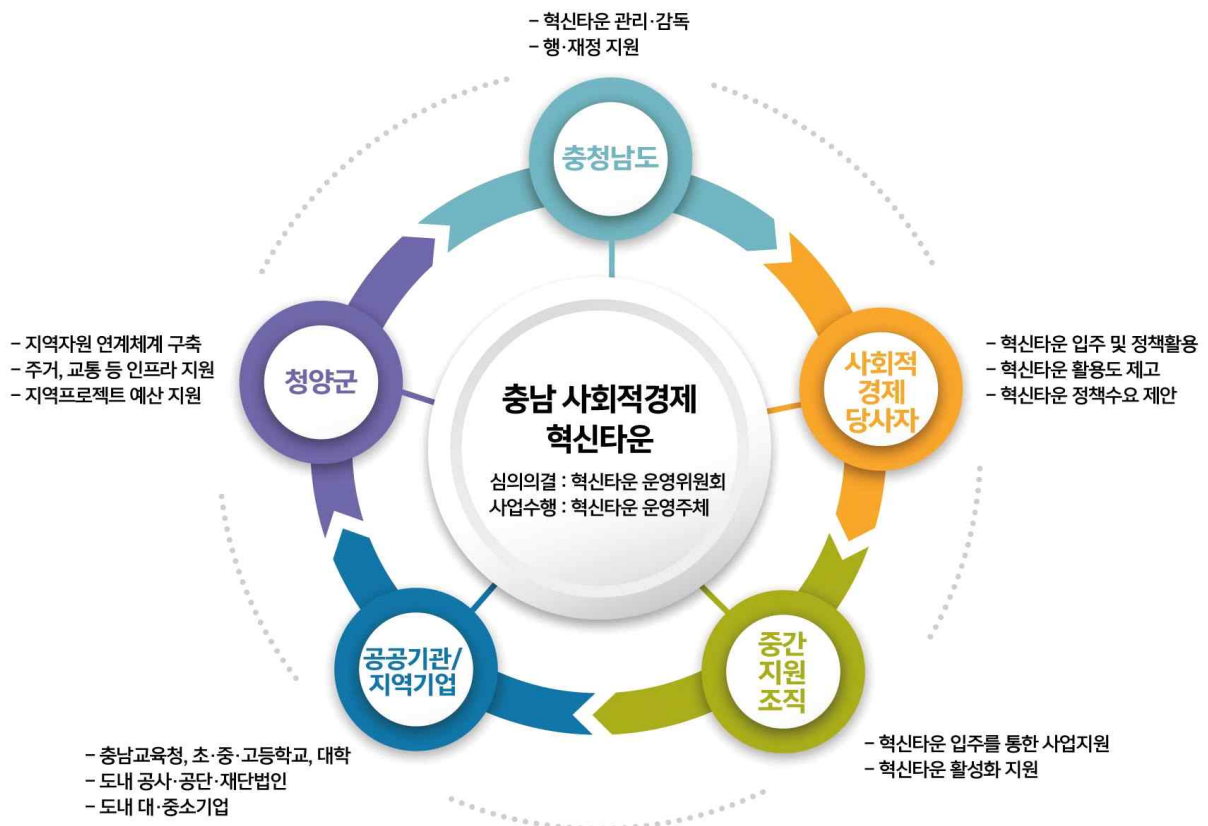 - 혁신타운 관리·감독
- 행·재정 지원
충청남도
- 지역자원 연계체계 구축
- 주거, 교통 등 인프라 지원
- 지역프로젝트 예산 지원
청양군
충남 사회적경제
혁신타운
심의의결 : 혁신타운 운영위원회
사업수행 : 혁신타운 운영주체
사회적
경제
당사자
- 혁신타운 입주 및 정책활용
- 혁신타운 활용도 제고
- 혁신타운 정책수요 제안
공공기관/
지역기업
- 충남교육청, 초·중·고등학교, 대학
- 도내 공사·공단·재단법인
- 도내 대·중소기업
중간
지원
조직
- 혁신타운 입주를 통한 사업지원
- 혁신타운 활성화 지원